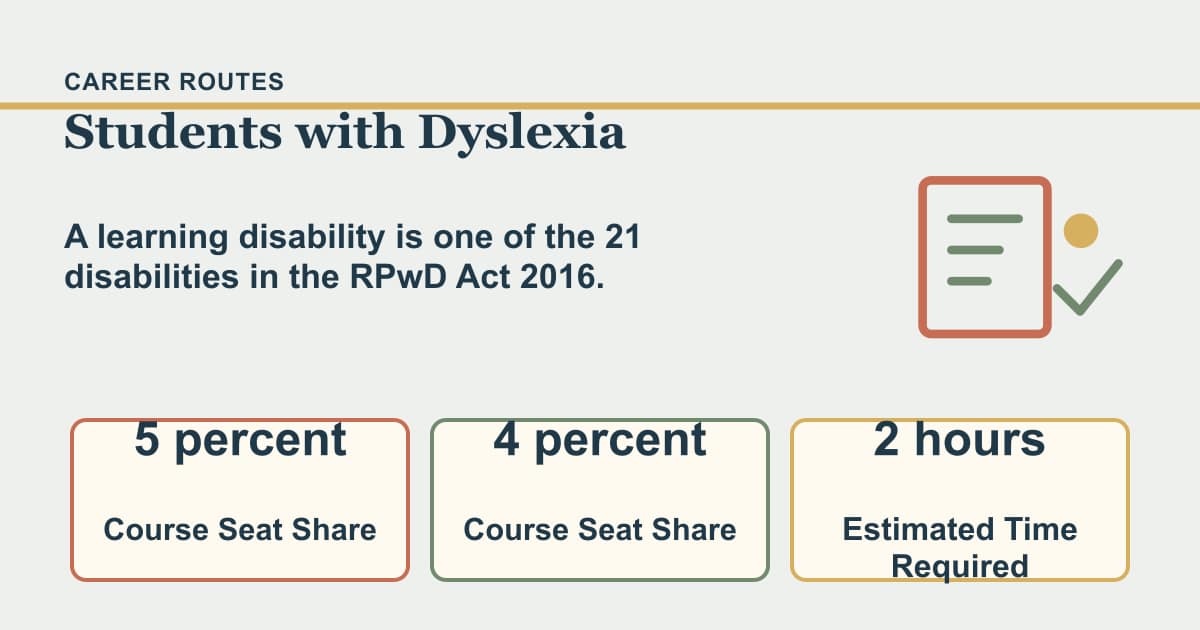 CAREER ROUTES
Students with Dyslexia
A learning disability is one of the 21
disabilities in the RPwD Act 2016.
5 percent
Course Seat Share
4 percent
Course Seat Share
2 hours
Estimated Time
Required